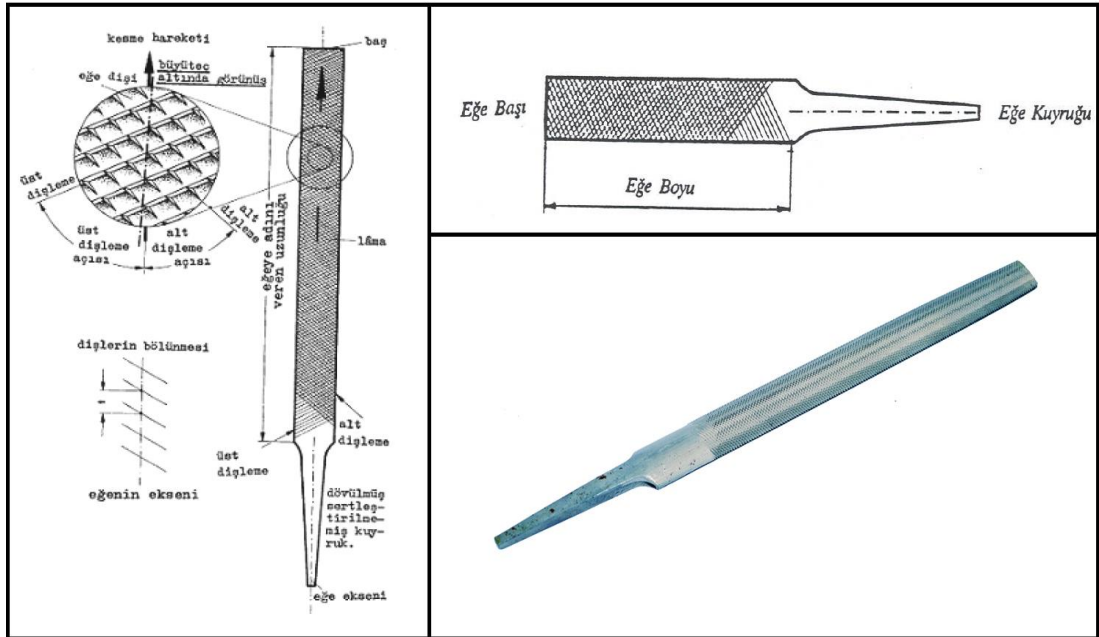 kesme hareketi
eğe dişi
büyüteç
altında görünüş
üst
dişleme
üst
dişleme
açısı
alt
dişleme
açısı
alt
dişleme
baş
eğeye adını
veren uzunluğu
lâma
dişlerin bölünmesi
t
eğenin ekseni
üst
dişleme
alt
dişleme
dövülmüş
sertleş-
tirilme-
miş kuy-
ruk.
eğe ekseni
Eğe Başı
Eğe Kuyruğu
Eğe Boyu